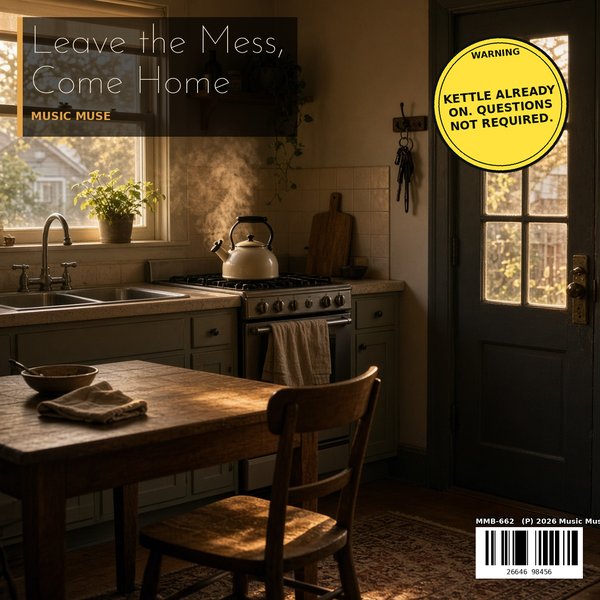 Leave the Mess,
Come Home
MUSIC MUSE
WARNING
KETTLE ALREADY
ON. QUESTIONS
NOT REQUIRED.
MMB-662 (P) 2026 Music Mus
26646 98456